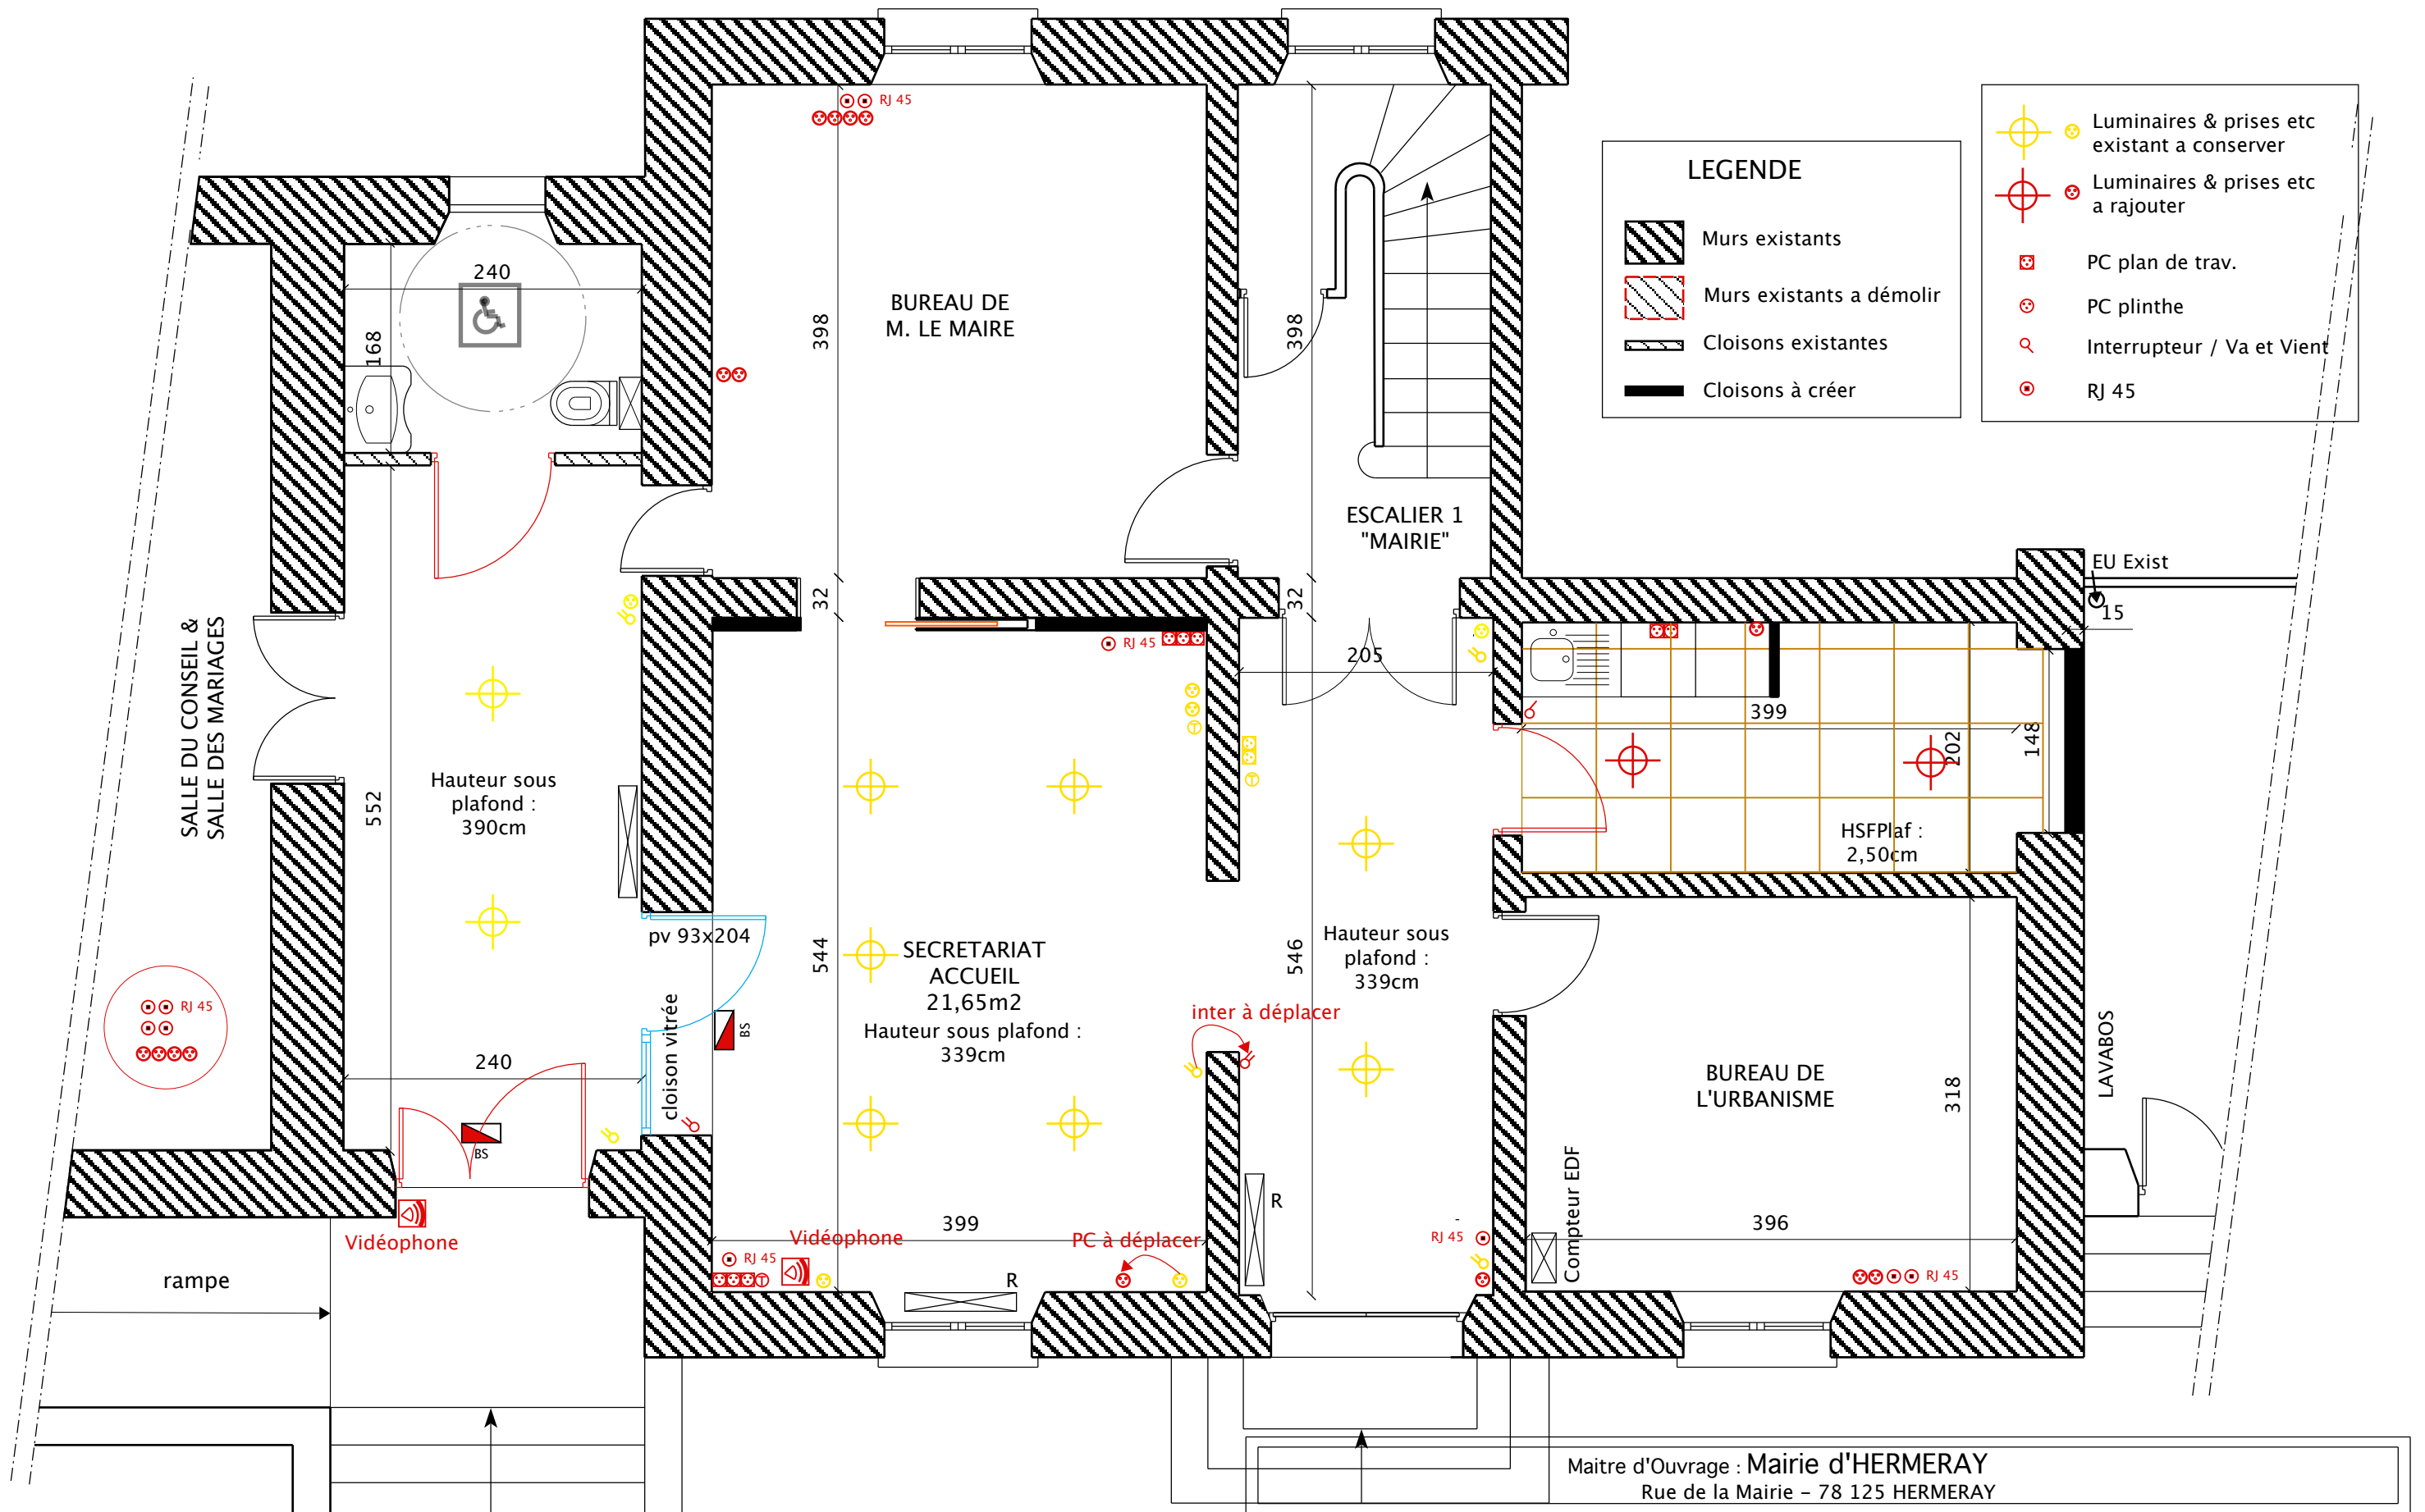 RJ 45
LEGENDE
Murs existants
Murs existants a démolir
Cloisons existantes
Cloisons à créer
Luminaires & prises etc
existant a conserver
Luminaires & prises etc
a rajouter
PC plan de trav.
PC plinthe
Interrupteur / Va et Vient
RJ 45
240
168
398
BUREAU DE
M. LE MAIRE
398
ESCALIER 1
"MAIRIE"
EU Exist
15
32
32
RJ 45
205
SALLE DU CONSEIL &
SALLE DES MARIAGES
552
Hauteur sous
plafond :
390cm
399
202
148
HSFPlaf :
2,50cm
pv 93x204
cloison vitrée
544
SECRETARIAT
ACCUEIL
21,65m2
Hauteur sous plafond :
339cm
BS
546
Hauteur sous
plafond :
339cm
inter à déplacer
RJ 45
240
BS
BUREAU DE
L'URBANISME
318
LAVABOS
Compteur EDF
396
R
399
Vidéophone
PC à déplacer
RJ 45
RJ 45
RJ 45
R
Vidéophone
rampe
Maitre d'Ouvrage : Mairie d'HERMERAY
Rue de la Mairie – 78 125 HERMERAY